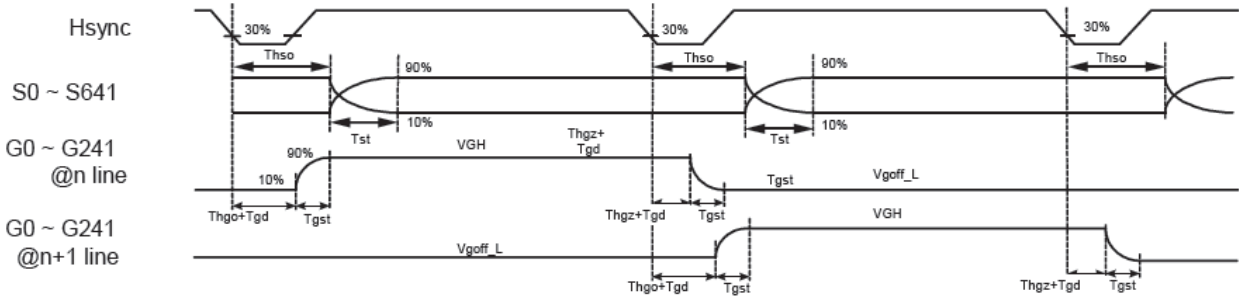 Hsync
30%
30%
30%
Thso
Thso
Thso
S0 ~ S641
90%
90%
10%
10%
Tst
Tst
G0 ~ G241
@n line
90%
10%
VGH
Thgz+
Tgd
Tgst
Vgoff_L
Thgo+Tgd
Tgst
Thgz+Tgd
Tgst
G0 ~ G241
@n+1 line
Vgoff_L
VGH
Thgo+Tgd
Tgst
Thgz+Tgd
Tgst